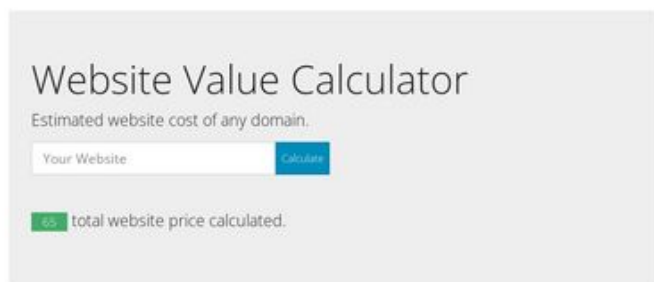 Website Value Calculator
Estimated website cost of any domain.
Your Website
Calculate
65 total website price calculated.